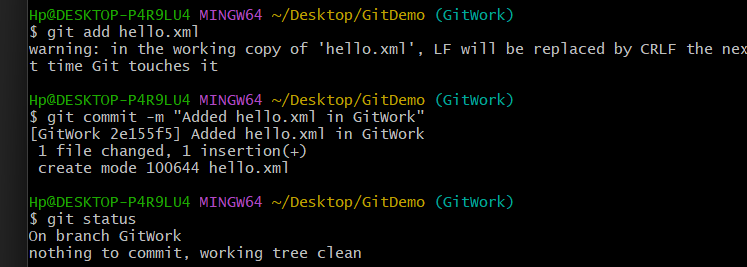 Hp@DESKTOP-P4R9LU4 MINGW64 ~/Desktop/GitDemo (GitWork)
$ git add hello.xml
warning: in the working copy of 'hello.xml', LF will be replaced by CRLF the nex
t time Git touches it
Hp@DESKTOP-P4R9LU4 MINGW64 ~/Desktop/GitDemo (GitWork)
$ git commit -m "Added hello.xml in GitWork"
[GitWork 2e155f5] Added hello.xml in GitWork
 1 file changed, 1 insertion(+)
 create mode 100644 hello.xml
Hp@DESKTOP-P4R9LU4 MINGW64 ~/Desktop/GitDemo (GitWork)
$ git status
On branch GitWork
nothing to commit, working tree clean